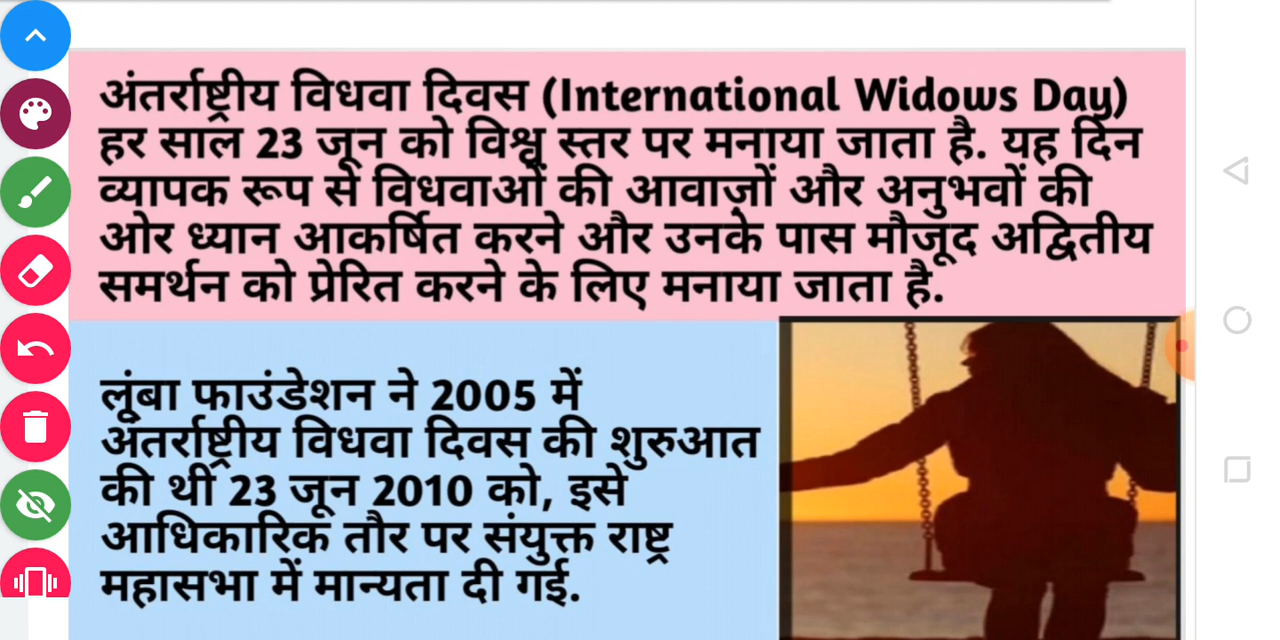 अंतर्राष्ट्रीय विधवा दिवस (International Widows Day)
हर साल 23 जून को विश्व स्तर पर मनाया जाता है. यह दिन
व्यापक रूप से विधवाओं की आवाज़ों और अनुभवों की
ओर ध्यान आकर्षित करने और उनके पास मौजूद अद्वितीय
समर्थन को प्रेरित करने के लिए मनाया जाता है.
लूंबा फाउंडेशन ने 2005 में
अंतर्राष्ट्रीय विधवा दिवस की शुरुआत
की थी 23 जून 2010 को, इसे
आधिकारिक तौर पर संयुक्त राष्ट्र
महासभा में मान्यता दी गई.